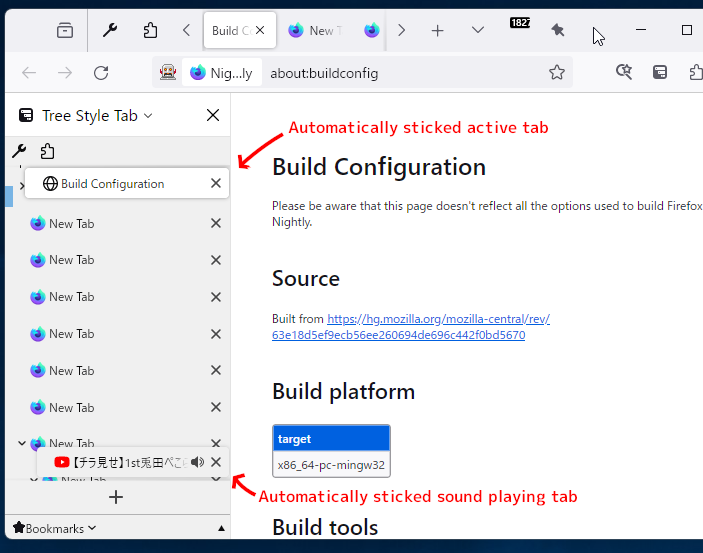 Build C
New T
1827
Nig...ly
about:buildconfig
Tree Style Tab
Automatically sticked active tab
Build Configuration
New Tab
New Tab
New Tab
New Tab
New Tab
New Tab
New Tab
【チラ見せ】1st兎田ぺこ
New Tab
Automatically sticked sound playing tab
Bookmarks
Build Configuration
Please be aware that this page doesn't reflect all the options used to build Firefox
Nightly.
Source
Built from https://hg.mozilla.org/mozilla-central/rev/
63e18d5ef9ecb56ee260694de696c442f0bd5670
Build platform
target
x86_64-pc-mingw32
Build tools